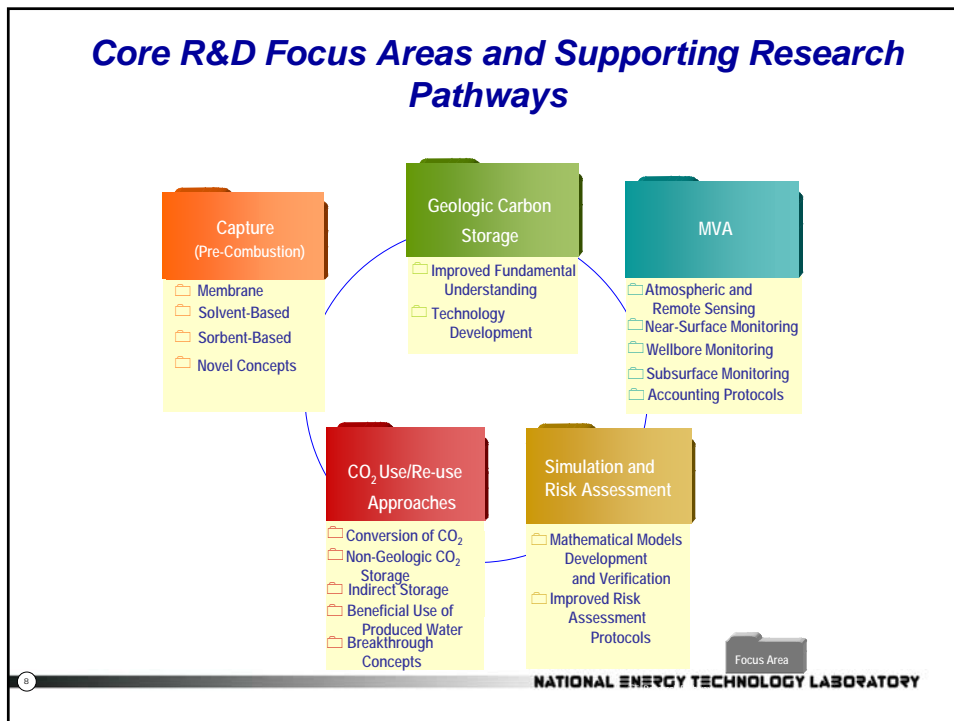 Core R&D Focus Areas and Supporting Research
Pathways
Capture
(Pre-Combustion)
Membrane
Solvent-Based
Sorbent-Based
Novel Concepts
Geologic Carbon
Storage
Improved Fundamental
Understanding
Technology
Development
MVA
Atmospheric and
Remote Sensing
Near-Surface Monitoring
Wellbore Monitoring
Subsurface Monitoring
Accounting Protocols
CO₂ Use/Re-use
Approaches
Conversion of CO₂
Non-Geologic CO₂
Storage
Indirect Storage
Beneficial Use of
Produced Water
Breakthrough
Concepts
Simulation and
Risk Assessment
Mathematical Models
Development
and Verification
Improved Risk
Assessment
Protocols
Focus Area
8
NATIONAL ENERGY TECHNOLOGY LABORATORY